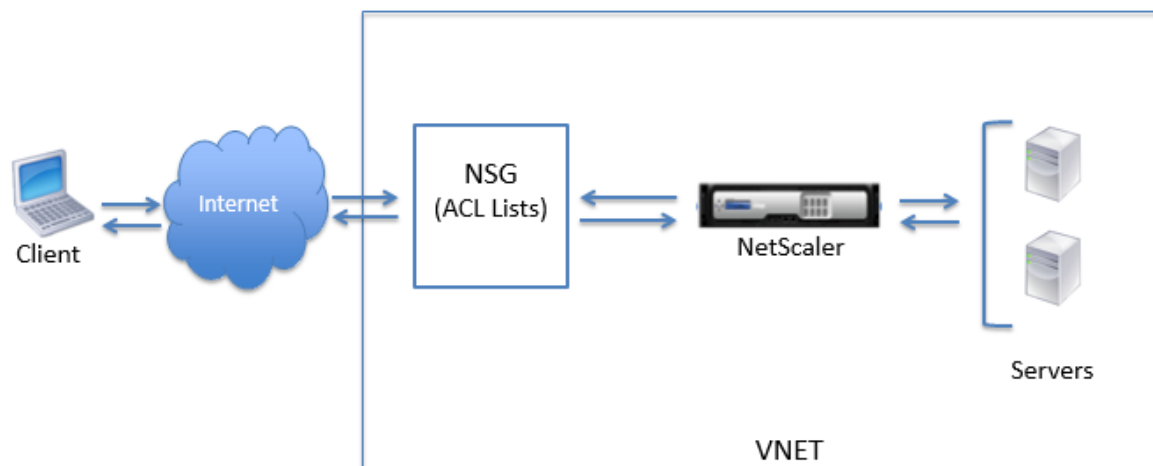 Client
Internet
NSG
(ACL Lists)
NetScaler
Servers
VNET